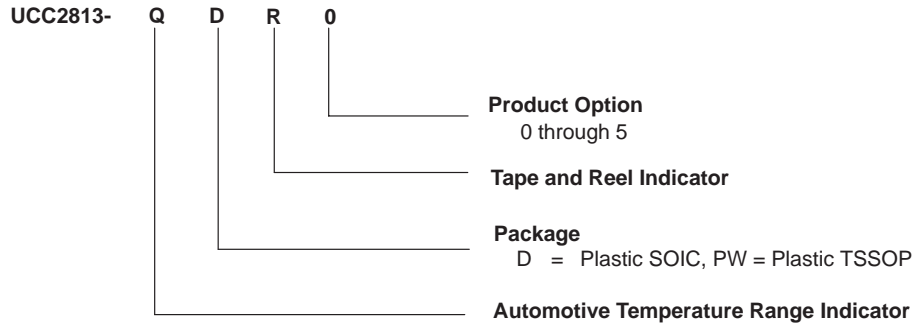 UCC2813- Q D R 0
Product Option
0 through 5
Tape and Reel Indicator
Package
D = Plastic SOIC, PW = Plastic TSSOP
Automotive Temperature Range Indicator